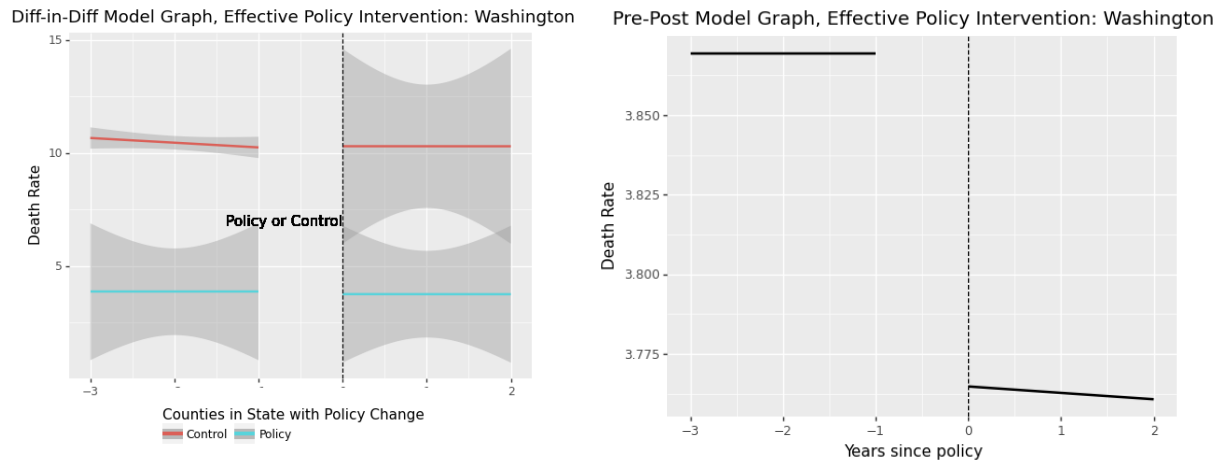 Diff-in-Diff Model Graph, Effective Policy Intervention: Washington
15
10
5
Death Rate
Policy or Control
−3
2
Counties in State with Policy Change
Control
Policy
Pre-Post Model Graph, Effective Policy Intervention: Washington
3.850
3.825
3.800
3.775
Death Rate
−3 −2 −1 0 1 2
Years since policy